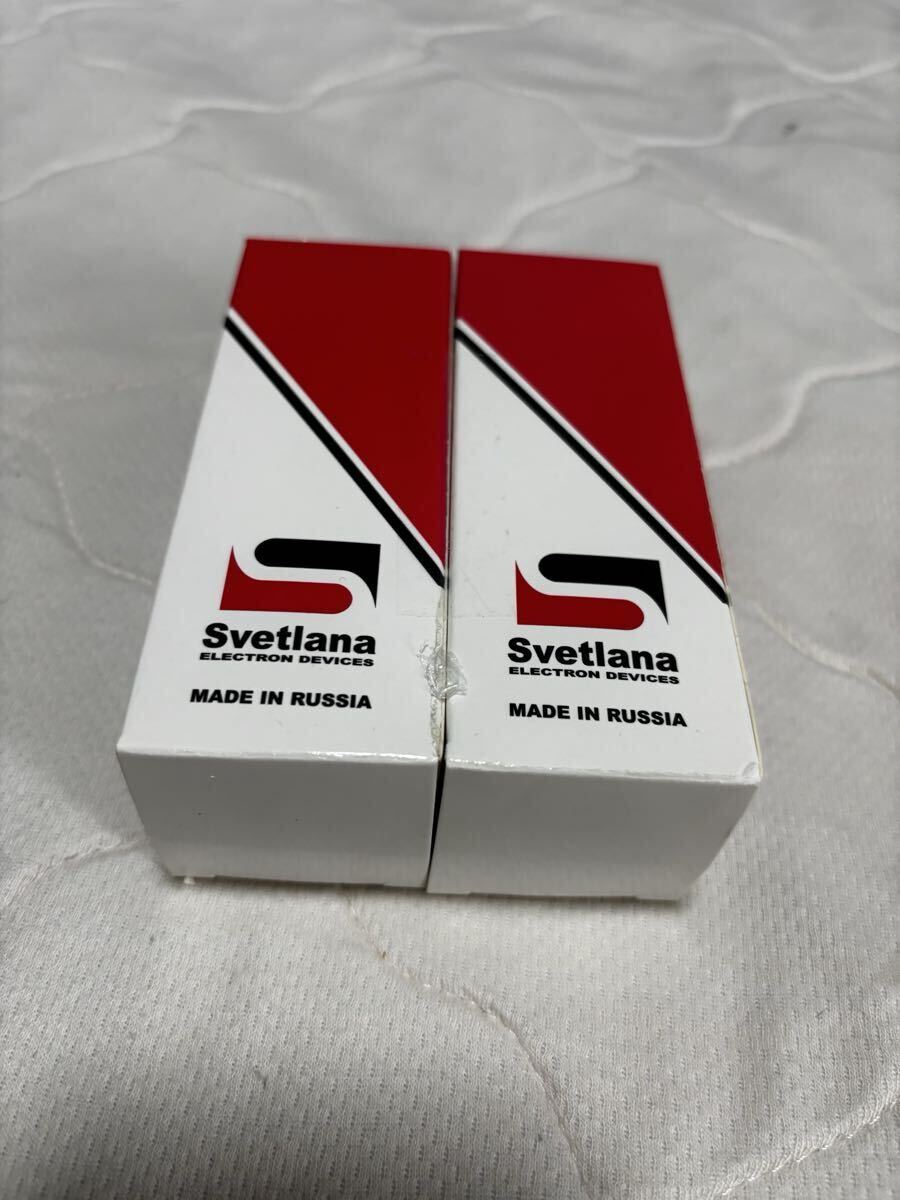 Svetlana
ELECTRON DEVICES
MADE IN RUSSIA
Svetlana
ELECTRON DEVICES
MADE IN RUSSIA